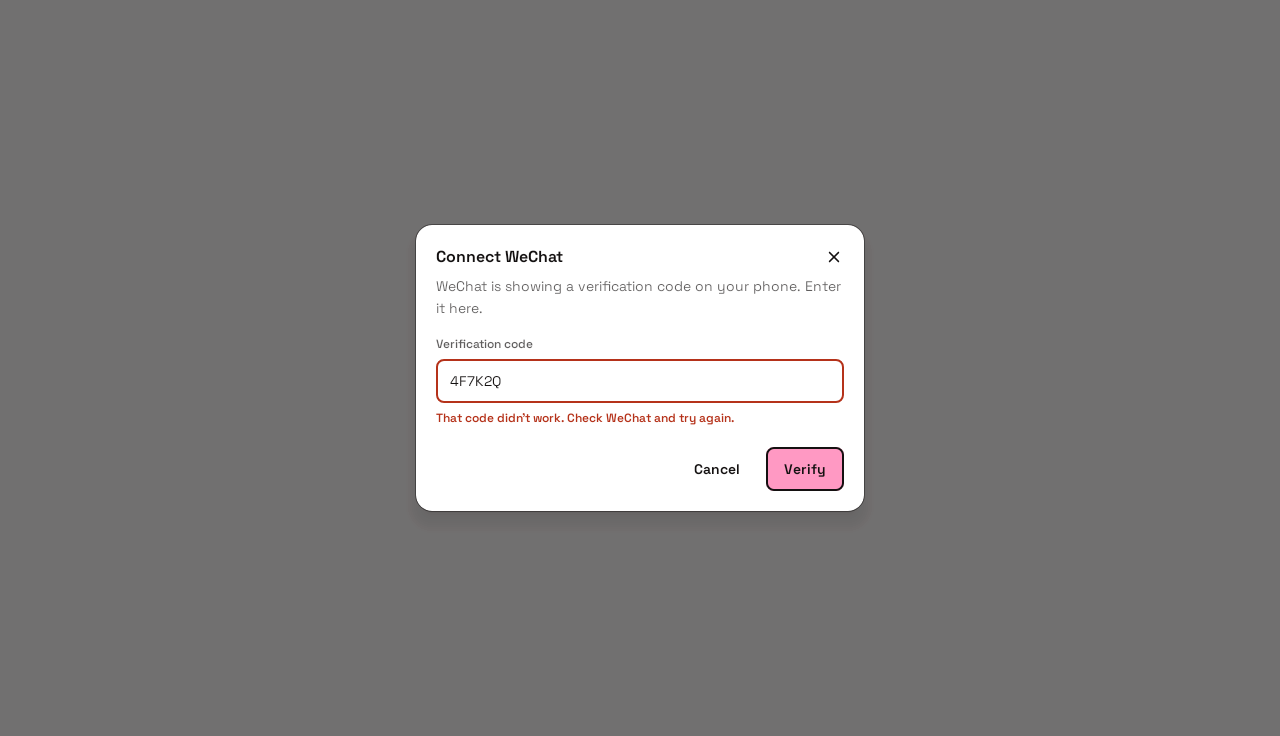 Connect WeChat
WeChat is showing a verification code on your phone. Enter
it here.
Verification code
4F7K2Q
That code didn’t work. Check WeChat and try again.
Cancel
Verify